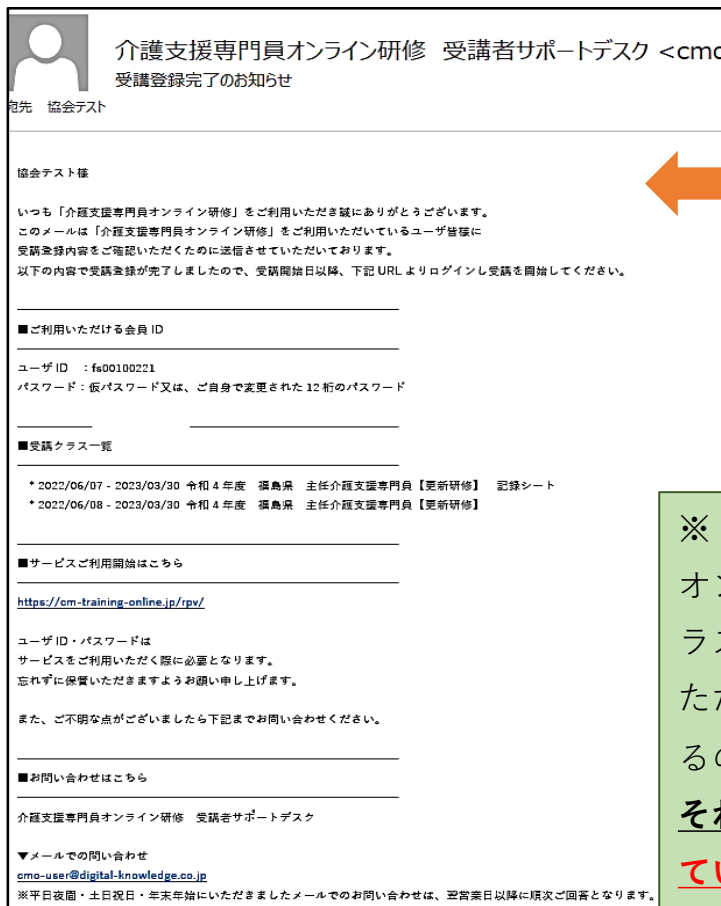 介護支援専門員オンライン研修　受講者サポートデスク <cmo
受講登録完了のお知らせ
宛先　協会テスト
協会テスト様
いつも「介護支援専門員オンライン研修」をご利用いただき誠にありがとうございます。
このメールは「介護支援専門員オンライン研修」をご利用いただいているユーザ皆様に
受講登録内容をご確認いただくために送信させていただいております。
以下の内容で受講登録が完了しましたので、受講開始日以降、下記 URL よりログインし受講を開始してください。
■ご利用いただける会員 ID
ユーザ ID　：fs00100221
パスワード：仮パスワード又は、ご自身で変更された 12 桁のパスワード
■受講クラス一覧
* 2022/06/07 - 2023/03/30 令和 4 年度　福島県　主任介護支援専門員【更新研修】　記録シート
* 2022/06/08 - 2023/03/30 令和 4 年度　福島県　主任介護支援専門員【更新研修】
■サービスご利用開始はこちら
https://cm-training-online.jp/rpv/
ユーザ ID・パスワードは
サービスをご利用いただく際に必要となります。
忘れずに保管いただきますようお願い申し上げます。
また、ご不明な点がございましたら下記までお問い合わせください。
■お問い合わせはこちら
介護支援専門員オンライン研修　受講者サポートデスク
▼メールでの問い合わせ
cmo-user@digital-knowledge.co.jp
※平日夜間・土日祝日・年末年始にいただきましたメールでのお問い合わせは、翌営業日以降に順次ご回答となります。
※
オン
ラス
ただ
るの
それ
てい